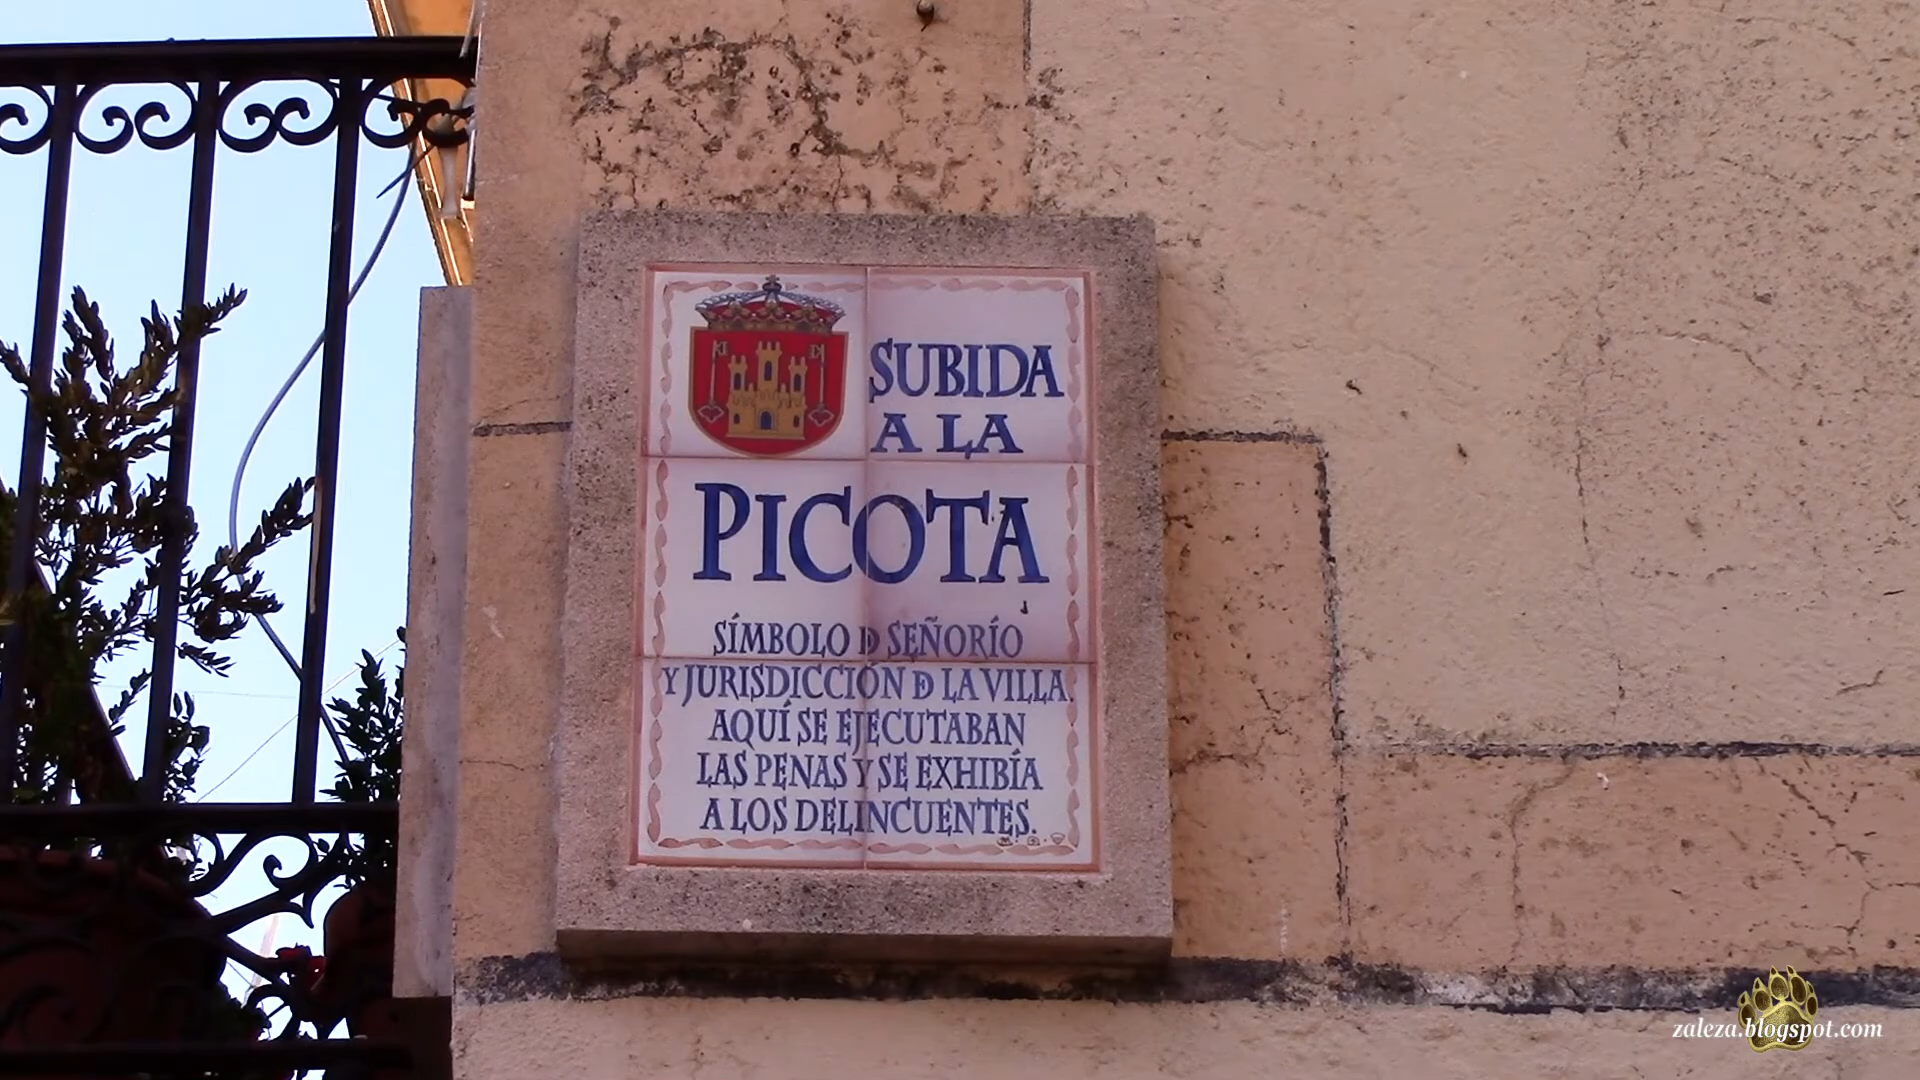 SUBIDA
A LA
PICOTA
SÍMBOLO D SEÑORÍO
Y JURISDICCIÓN D LA VILLA.
AQUÍ SE EJECUTABAN
LAS PENAS Y SE EXHIBÍA
A LOS DELINCUENTES.
zaleza.blogspot.com